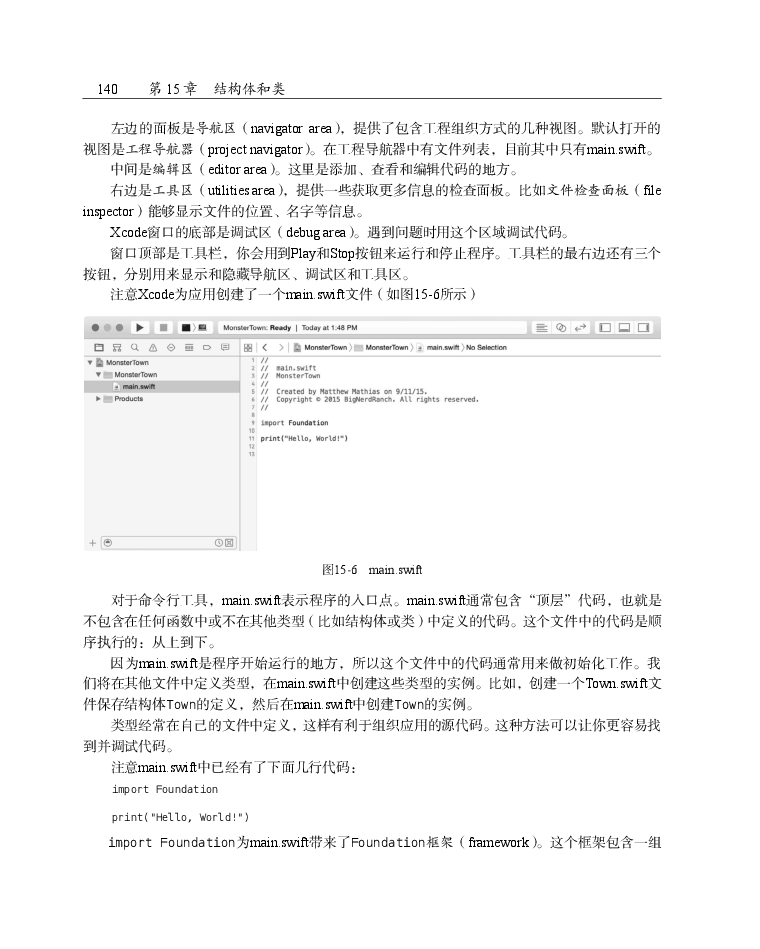 140 第 15 章 结构体和类
左边的面板是导航区（navigator area），提供了包含工程组织方式的几种视图。默认打开的
视图是工程导航器（project navigator）。在工程导航器中有文件列表，目前其中只有main.swift。
中间是编辑区（editor area）。这里是添加、查看和编辑代码的地方。
右边是工具区（utilities area），提供一些获取更多信息的检查面板。比如文件检查面板（file
inspector）能够显示文件的位置、名字等信息。
Xcode窗口的底部是调试区（debug area）。遇到问题时用这个区域调试代码。
窗口顶部是工具栏，你会用到Play和Stop按钮来运行和停止程序。工具栏的最右边还有三个
按钮，分别用来显示和隐藏导航区、调试区和工具区。
注意Xcode为应用创建了一个main.swift文件（如图15-6所示）
MonsterTown: Ready | Today at 1:48 PM
MonsterTown 〉 MonsterTown 〉 main.swift 〉 No Selection
MonsterTown
MonsterTown
main.swift
Products
1 //
2 // main.swift
3 // MonsterTown
4 //
5 // Created by Matthew Mathias on 9/11/15.
6 // Copyright © 2015 BigNerdRanch. All rights reserved.
7 //
8
9 import Foundation
10
11 print("Hello, World!")
12
13
图15-6 main.swift
对于命令行工具，main.swift表示程序的入口点。main.swift通常包含“顶层”代码，也就是
不包含在任何函数中或不在其他类型（比如结构体或类）中定义的代码。这个文件中的代码是顺
序执行的：从上到下。
因为main.swift是程序开始运行的地方，所以这个文件中的代码通常用来做初始化工作。我
们将在其他文件中定义类型，在main.swift中创建这些类型的实例。比如，创建一个Town.swift文
件保存结构体Town的定义，然后在main.swift中创建Town的实例。
类型经常在自己的文件中定义，这样有利于组织应用的源代码。这种方法可以让你更容易找
到并调试代码。
注意main.swift中已经有了下面几行代码：
import Foundation
print("Hello, World!")
import Foundation为main.swift带来了Foundation框架（framework）。这个框架包含一组